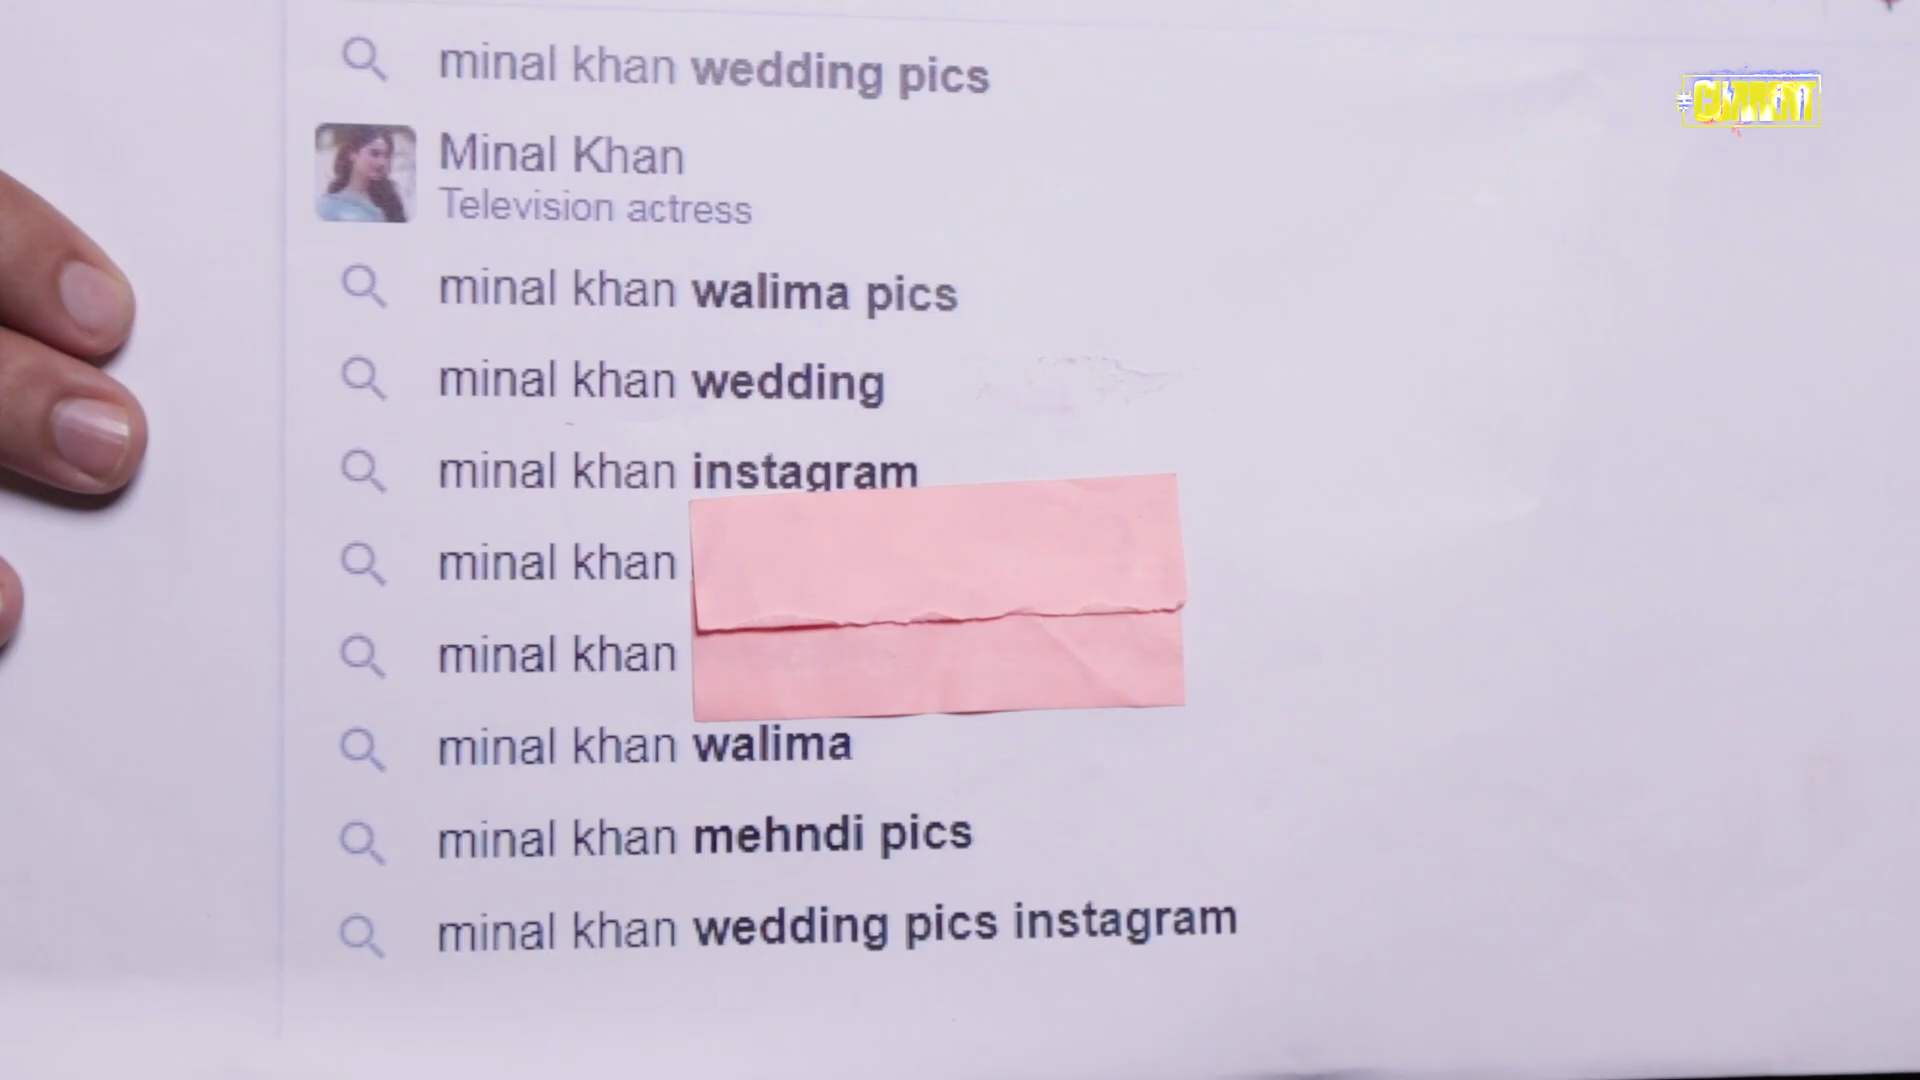 minal khan wedding pics
Minal Khan
Television actress
minal khan walima pics
minal khan wedding
minal khan instagram
minal khan
minal khan
minal khan walima
minal khan mehndi pics
minal khan wedding pics instagram